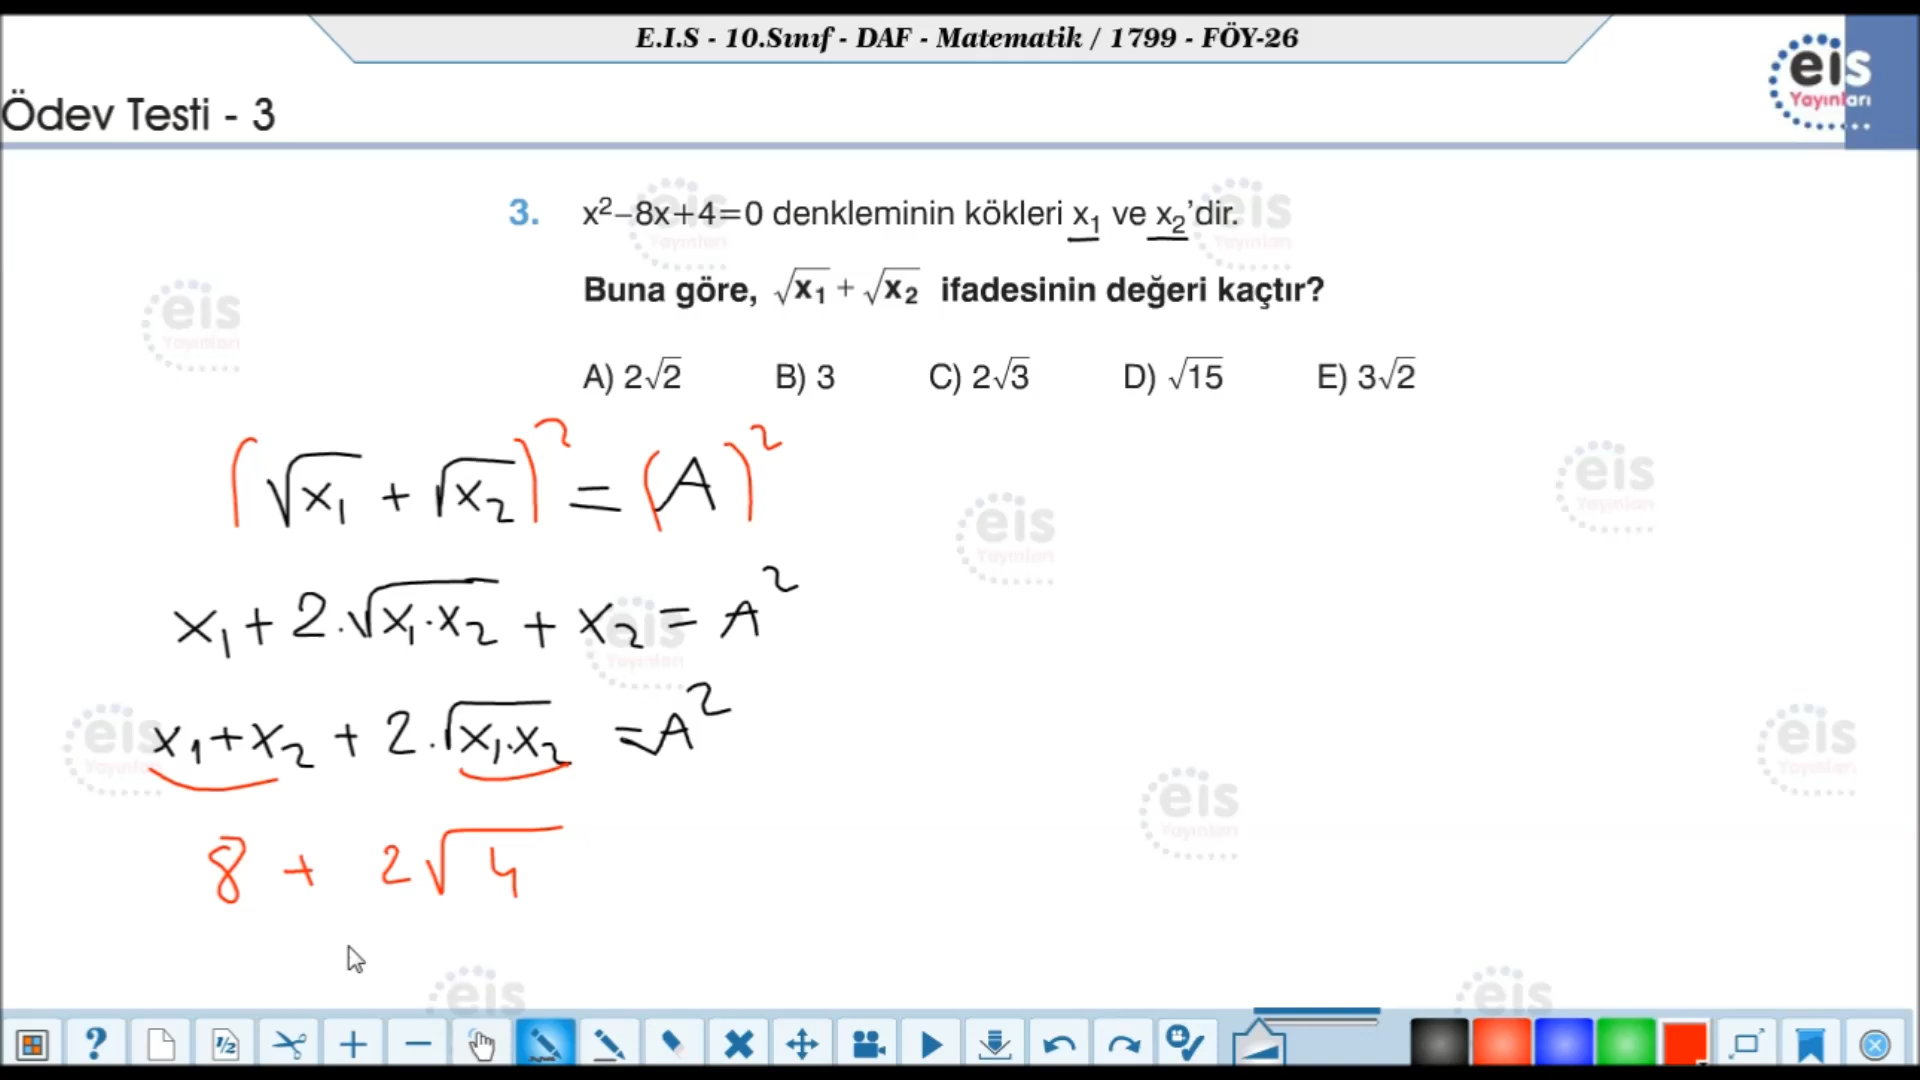 E.I.S - 10.Sınıf - DAF - Matematik / 1799 - FÖY-26
eis
Yayınları
Ödev Testi - 3
3. x²–8x+4=0 denkleminin kökleri x₁ ve x₂'dir.
Buna göre, √x₁ + √x₂ ifadesinin değeri kaçtır?
A) 2√2 B) 3 C) 2√3 D) √15 E) 3√2
(√x₁ + √x₂)² = (A)²
x₁ + 2.√x₁.x₂ + x₂ = A²
x₁+x₂ + 2.√x₁.x₂ = A²
8 + 2√4